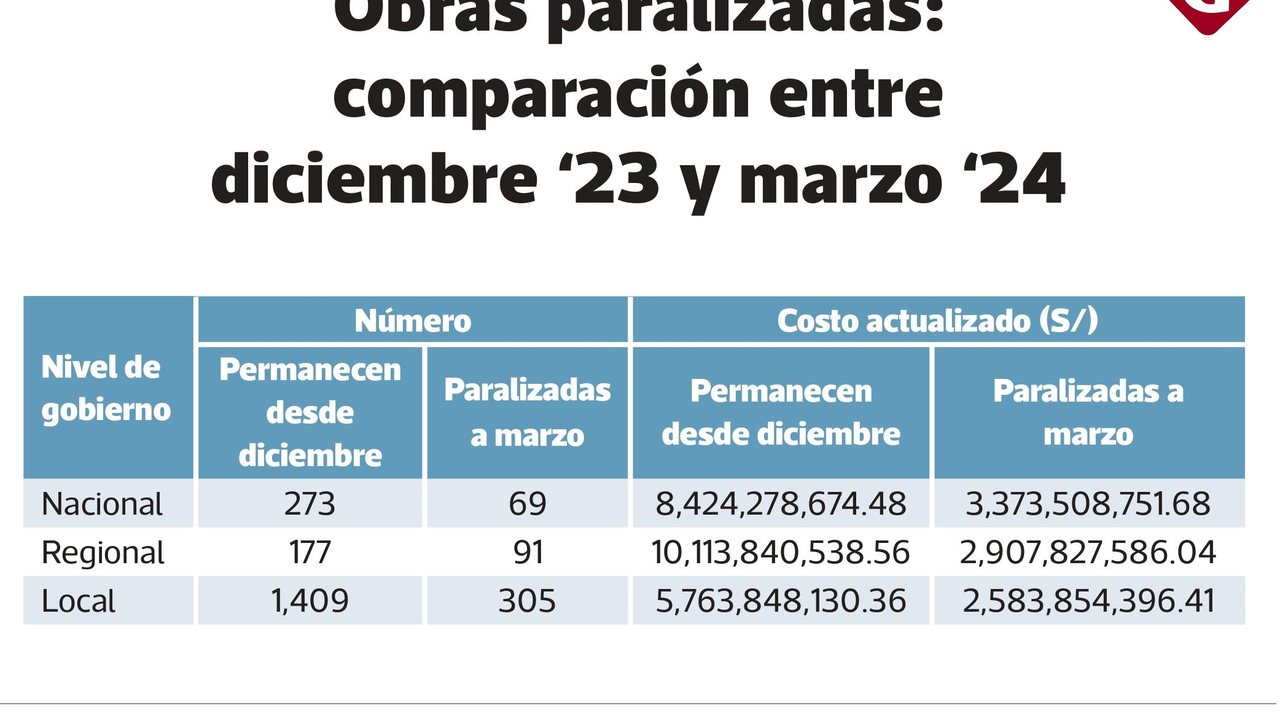 Obras paralizadas:
comparación entre
diciembre ‘23 y marzo ‘24
Nivel de gobierno
Número
Costo actualizado (S/)
Permanecen desde diciembre
Paralizadas a marzo
Permanecen desde diciembre
Paralizadas a marzo
Nacional 273 69 8,424,278,674.48 3,373,508,751.68
Regional 177 91 10,113,840,538.56 2,907,827,586.04
Local 1,409 305 5,763,848,130.36 2,583,854,396.41